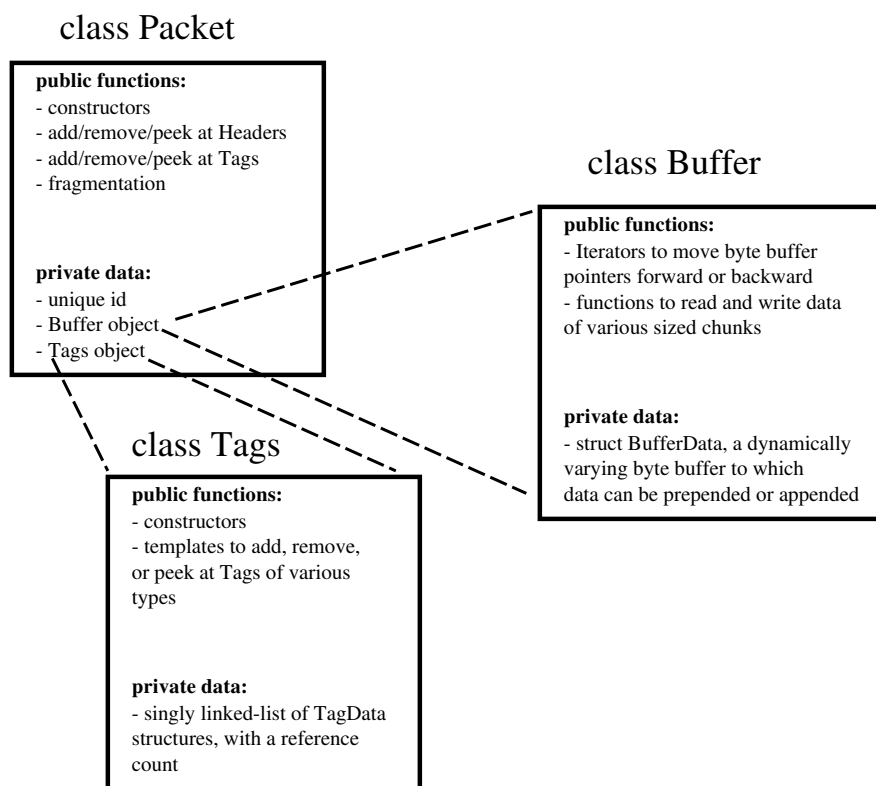 class Packet
public functions:
- constructors
- add/remove/peek at Headers
- add/remove/peek at Tags
- fragmentation
private data:
- unique id
- Buffer object
- Tags object
class Buffer
public functions:
- Iterators to move byte buffer
pointers forward or backward
- functions to read and write data
of various sized chunks
private data:
- struct BufferData, a dynamically
varying byte buffer to which
data can be prepended or appended
class Tags
public functions:
- constructors
- templates to add, remove,
or peek at Tags of various
types
private data:
- singly linked-list of TagData
structures, with a reference
count